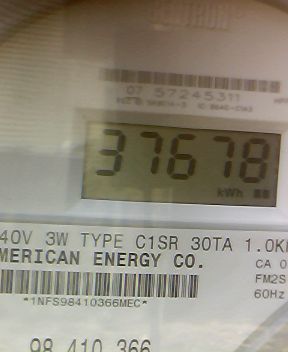 CENTRON
07 57245311
37678
kWh
40V 3W TYPE C1SR 30TA 1.0K
MERICAN ENERGY CO.
CA 0
FM2S
60Hz
*1NFS98410366MEC*
98 410 366